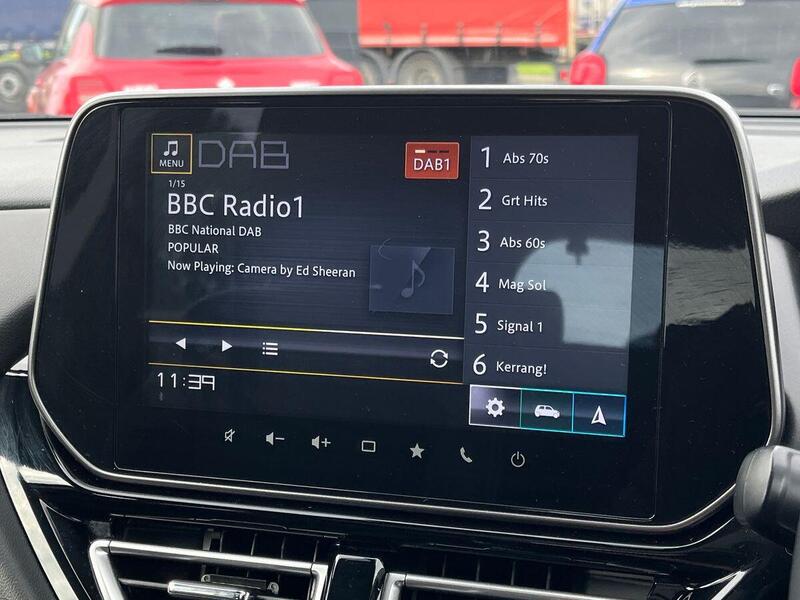 MENU
DAB
DAB1
1/15
BBC Radio1
BBC National DAB
POPULAR
Now Playing: Camera by Ed Sheeran
11:39
1 Abs 70s
2 Grt Hits
3 Abs 60s
4 Mag Sol
5 Signal 1
6 Kerrang!